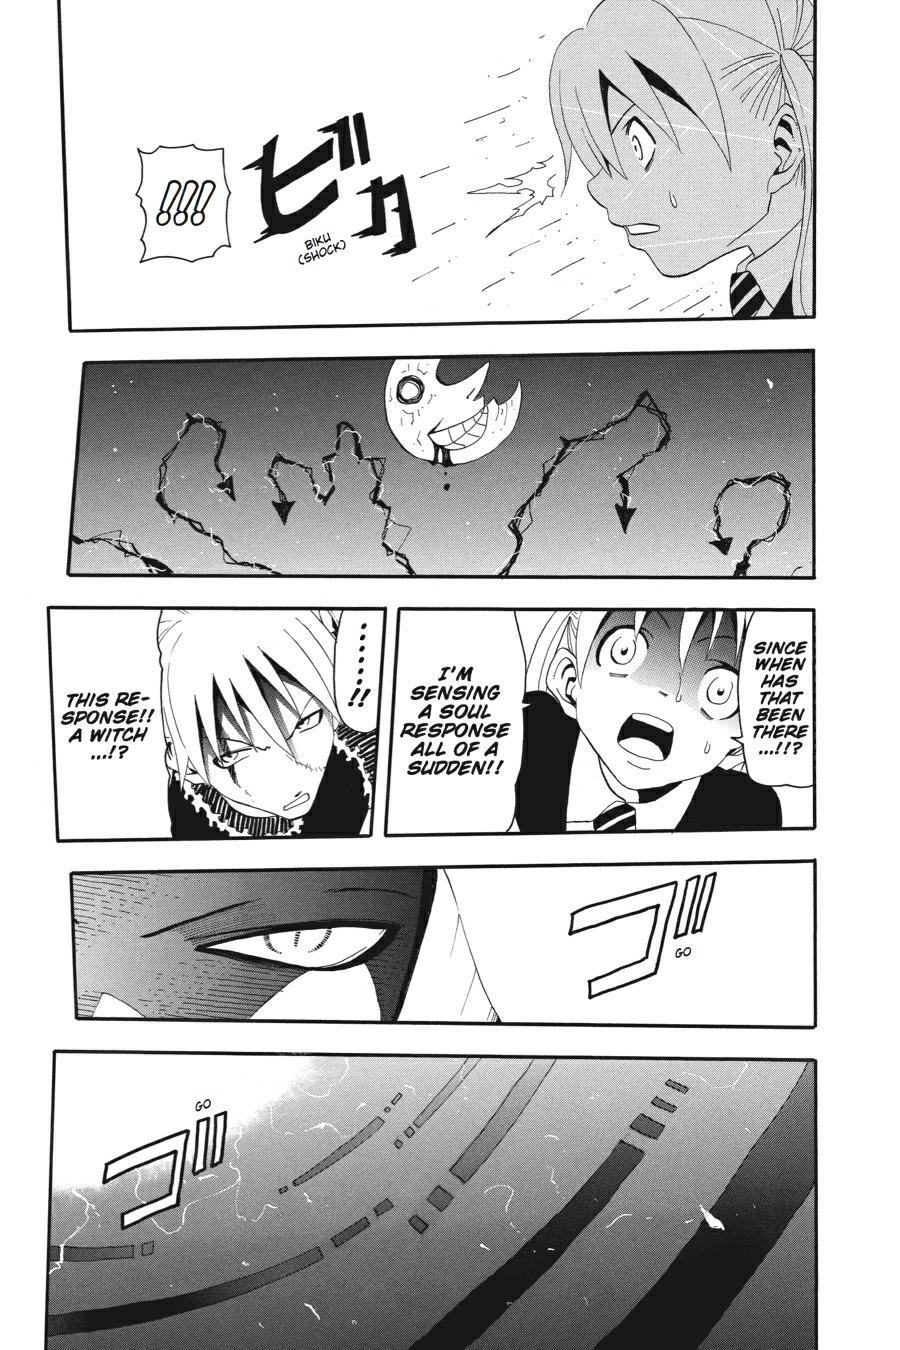 ビクッ
BIKU
(SHOCK)
!!!
SINCE
WHEN
HAS
THAT
BEEN
THERE
...!!?
I'M
SENSING
A SOUL
RESPONSE
ALL OF A
SUDDEN!!
......!!
THIS RE-
SPONSE!!
A WITCH
...!?
ゴ
GO
ゴ
GO